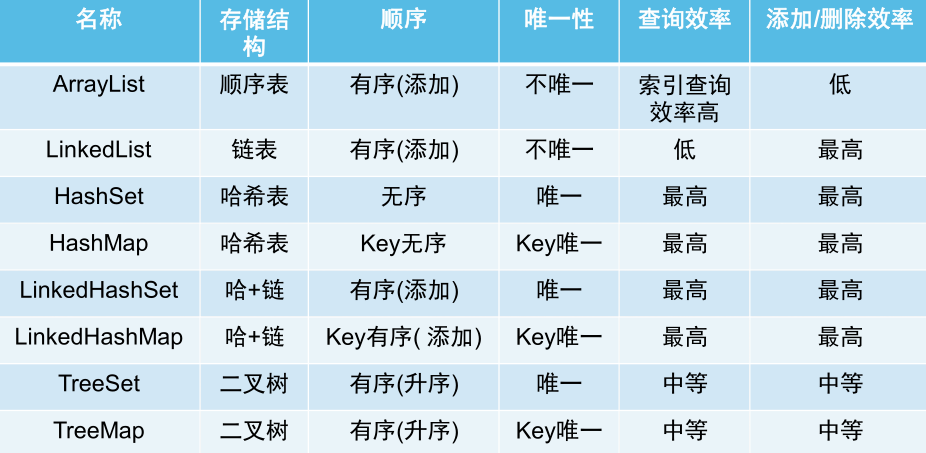 名称 存储结构 顺序 唯一性 查询效率 添加/删除效率
ArrayList 顺序表 有序(添加) 不唯一 索引查询效率高 低
LinkedList 链表 有序(添加) 不唯一 低 最高
HashSet 哈希表 无序 唯一 最高 最高
HashMap 哈希表 Key无序 Key唯一 最高 最高
LinkedHashSet 哈+链 有序(添加) 唯一 最高 最高
LinkedHashMap 哈+链 Key有序( 添加) Key唯一 最高 最高
TreeSet 二叉树 有序(升序) 唯一 中等 中等
TreeMap 二叉树 有序(升序) Key唯一 中等 中等